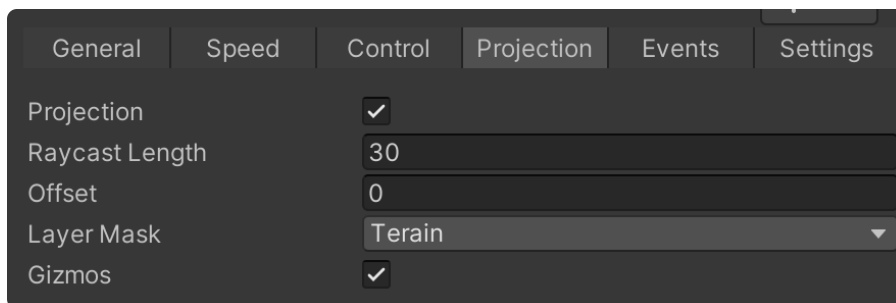 General Speed Control Projection Events Settings
Projection
Raycast Length 30
Offset 0
Layer Mask Terain
Gizmos